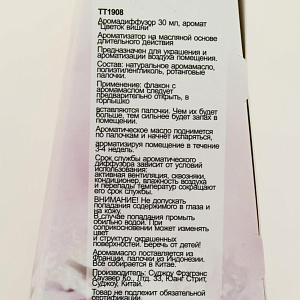 TT1908
Аромадиффузор 30 мл, аромат
"Цветок вишни"
Ароматизатор на масляной основе
длительного действия
Предназначен для украшения и
ароматизации воздуха помещения.
Состав: натуральное аромамасло,
полиэтиленгликоль, ротанговые
палочки.
Применение: флакон с
аромамаслом следует
предварительно открыть, в
горлышко
вставляются палочки. Чем их будет
больше, тем сильнее будет запах в
помещении.
Ароматическое масло поднимется
по палочкам и начнет испаряться,
ароматизируя помещение в течение
3-4 недель.
Срок службы ароматического
диффузора зависит от условий
использования:
активная вентиляция, сквозняки,
кондиционер, влажность воздуха
и перепады температур сокращают
его срок службы.
ВНИМАНИЕ! Не допускать
попадания содержимого в глаза и
на кожу.
В случае попадания промыть
обильно водой. При
соприкосновении может изменять
цвет
и структуру окрашенных
поверхностей. Беречь от детей!
Аромамасло поставляется из
Франции, палочки из Индонезии.
Все собирается в Китае.
Производитель: Суджоу Фрэгрэнс
Хаузвер Ко., Лтд. 33, Юанг Стрит,
Суджоу, Китай.
Товар не подлежит обязательной
сертификации.